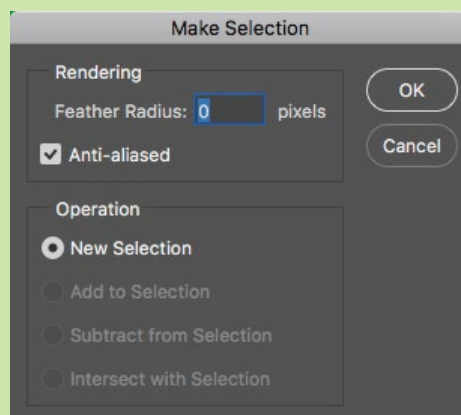 Make Selection
Rendering
Feather Radius: 0 pixels
Anti-aliased
OK
Cancel
Operation
New Selection
Add to Selection
Subtract from Selection
Intersect with Selection